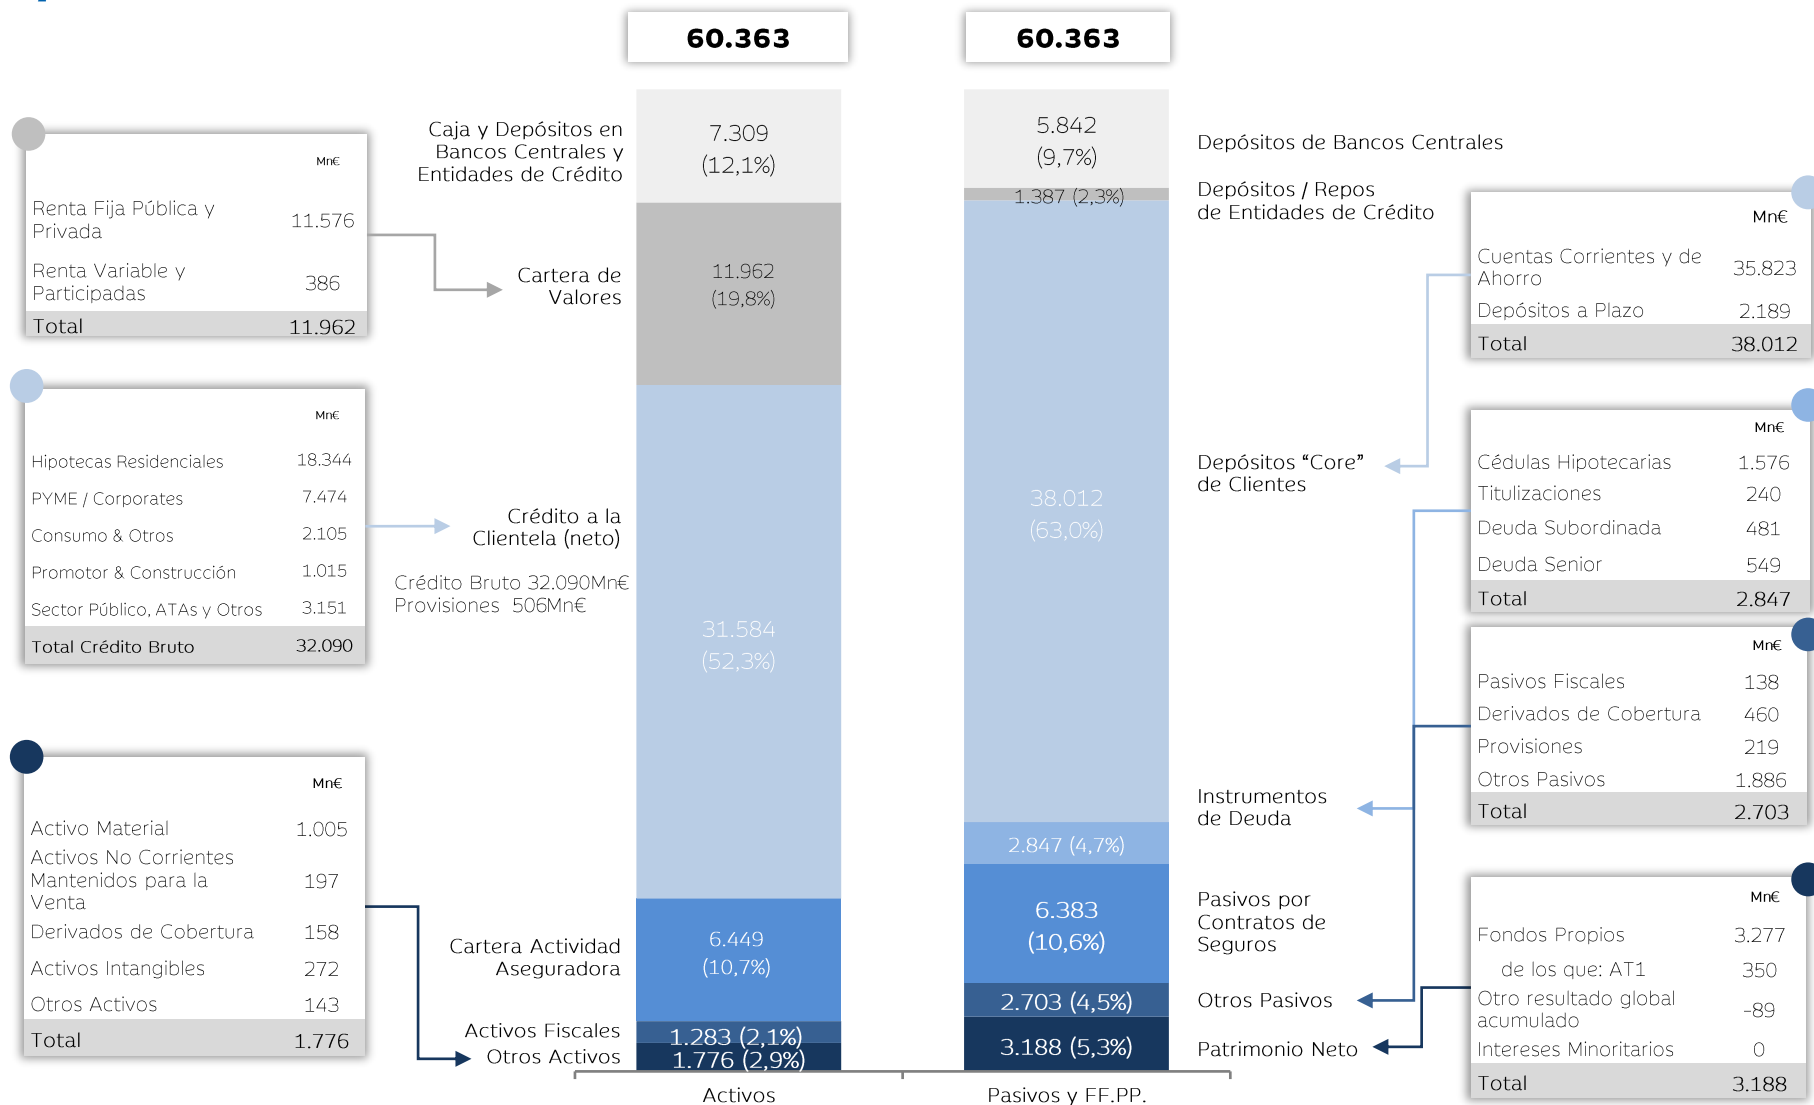 60.363
60.363
Mn€
Renta Fija Pública y
Privada
11.576
Renta Variable y
Participadas
386
Total 11.962
Mn€
Hipotecas Residenciales 18.344
PYME / Corporates 7.474
Consumo & Otros 2.105
Promotor & Construcción 1.015
Sector Público, ATAs y Otros 3.151
Total Crédito Bruto 32.090
Mn€
Activo Material 1.005
Activos No Corrientes
Mantenidos para la
Venta
197
Derivados de Cobertura 158
Activos Intangibles 272
Otros Activos 143
Total 1.776
Caja y Depósitos en
Bancos Centrales y
Entidades de Crédito
Cartera de
Valores
Crédito a la
Clientela (neto)
Crédito Bruto 32.090Mn€
Provisiones 506Mn€
Cartera Actividad
Aseguradora
Activos Fiscales
Otros Activos
7.309
(12,1%)
11.962
(19,8%)
31.584
(52,3%)
6.449
(10,7%)
1.283 (2,1%)
1.776 (2,9%)
Activos
5.842
(9,7%)
1.387 (2,3%)
38.012
(63,0%)
2.847 (4,7%)
6.383
(10,6%)
2.703 (4,5%)
3.188 (5,3%)
Pasivos y FF.PP.
Depósitos de Bancos Centrales
Depósitos / Repos
de Entidades de Crédito
Depósitos “Core”
de Clientes
Instrumentos
de Deuda
Pasivos por
Contratos de
Seguros
Otros Pasivos
Patrimonio Neto
Mn€
Cuentas Corrientes y de
Ahorro
35.823
Depósitos a Plazo 2.189
Total 38.012
Mn€
Cédulas Hipotecarias 1.576
Titulizaciones 240
Deuda Subordinada 481
Deuda Senior 549
Total 2.847
Mn€
Pasivos Fiscales 138
Derivados de Cobertura 460
Provisiones 219
Otros Pasivos 1.886
Total 2.703
Mn€
Fondos Propios 3.277
de los que: AT1 350
Otro resultado global
acumulado
-89
Intereses Minoritarios 0
Total 3.188